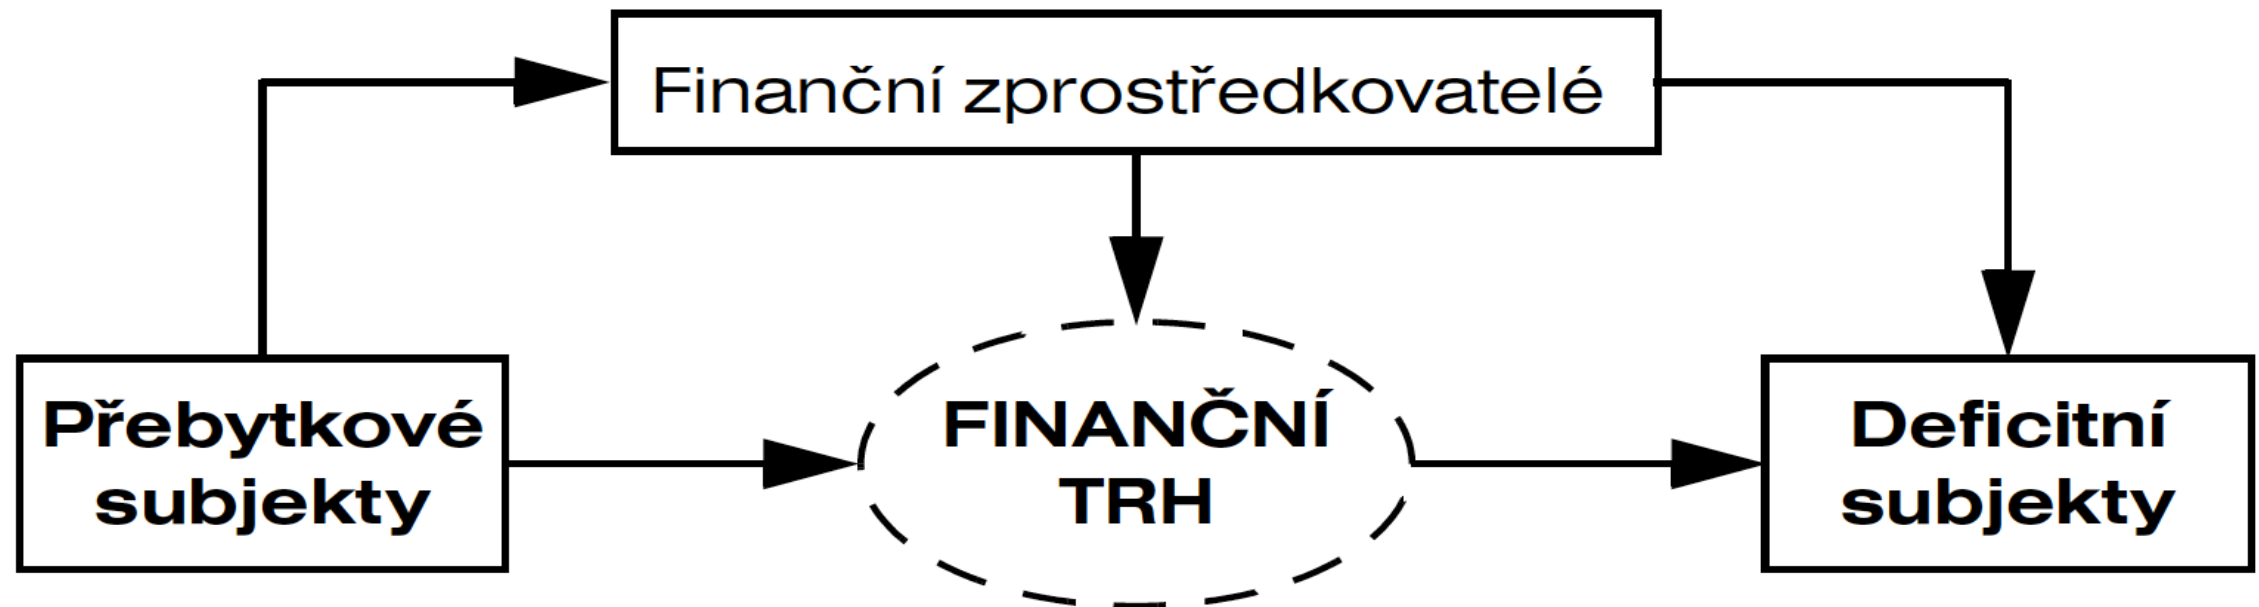 Finanční zprostředkovatelé
Přebytkové
subjekty
FINANČNÍ
TRH
Deficitní
subjekty